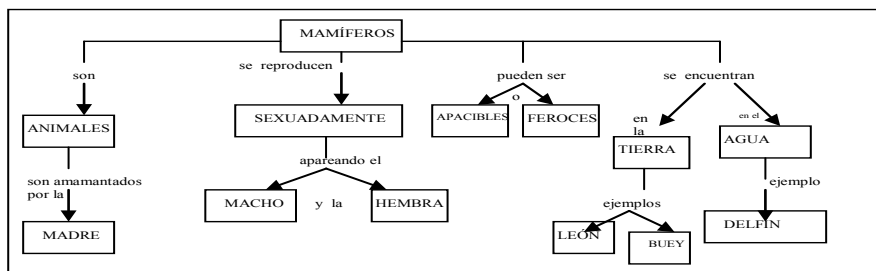 MAMÍFEROS
son
se reproducen
pueden ser
se encuentran
ANIMALES
SEXUADAMENTE
APACIBLES
o
FEROCES
en
la
TIERRA
en el
AGUA
son amamantados
por la
apareando el
ejemplos
ejemplo
MADRE
MACHO
y la
HEMBRA
LEÓN
BUEY
DELFÍN